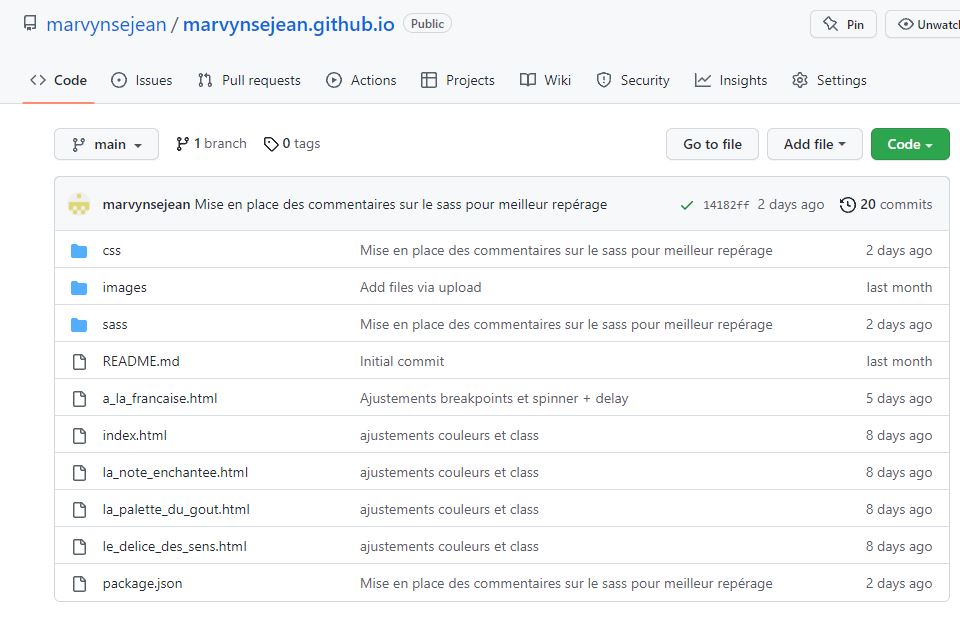 marvynsejean / marvynsejean.github.io Public Pin Unwatch
Code Issues Pull requests Actions Projects Wiki Security Insights Settings
main 1 branch 0 tags Go to file Add file Code
marvynsejean Mise en place des commentaires sur le sass pour meilleur repérage 14182ff 2 days ago 20 commits
css Mise en place des commentaires sur le sass pour meilleur repérage 2 days ago
images Add files via upload last month
sass Mise en place des commentaires sur le sass pour meilleur repérage 2 days ago
README.md Initial commit last month
a_la_francaise.html Ajustements breakpoints et spinner + delay 5 days ago
index.html ajustements couleurs et class 8 days ago
la_note_enchantee.html ajustements couleurs et class 8 days ago
la_palette_du_gout.html ajustements couleurs et class 8 days ago
le_delice_des_sens.html ajustements couleurs et class 8 days ago
package.json Mise en place des commentaires sur le sass pour meilleur repérage 2 days ago